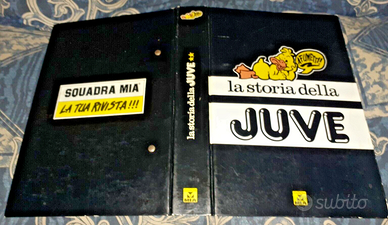 SQUADRA MIA
LA TUA RIVISTA!!!
la storia della JUVE
la storia della
JUVE
subito